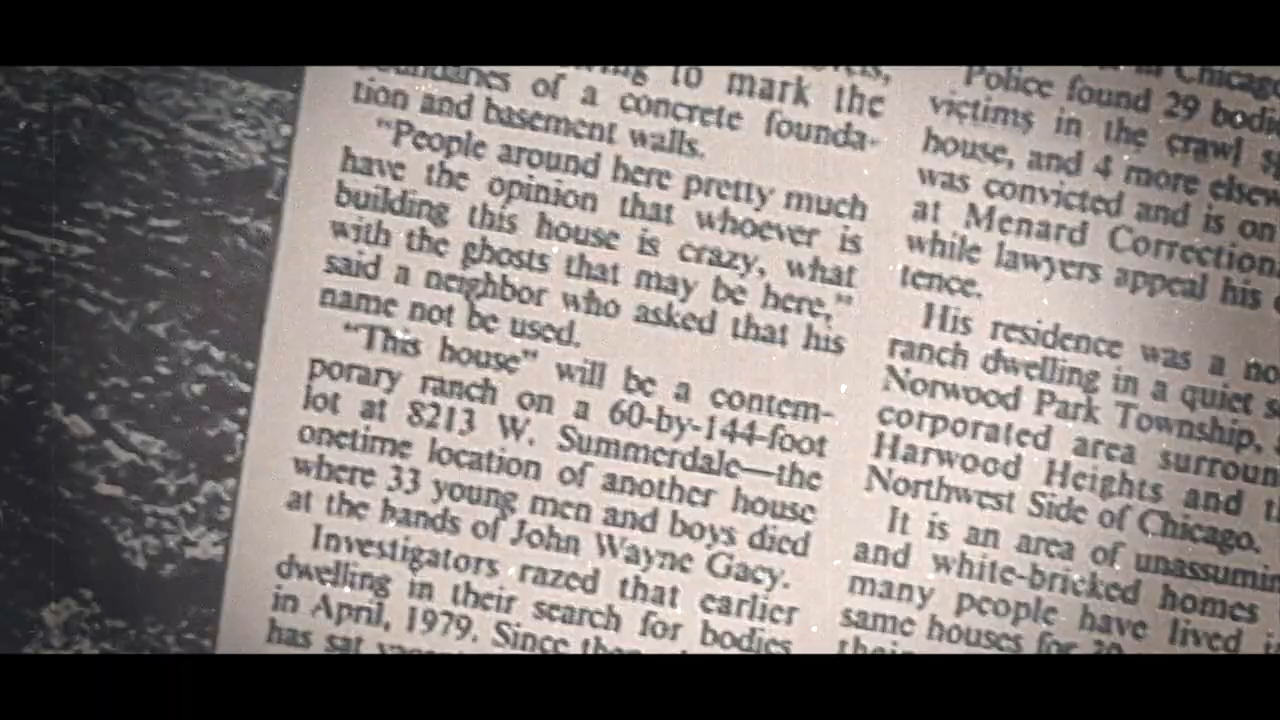 to mark the
boundaries of a concrete founda-
tion and basement walls.
"People around here pretty much
have the opinion that whoever is
building this house is crazy, what
with the ghosts that may be here,"
said a neighbor who asked that his
name not be used.
"This house" will be a contem-
porary ranch on a 60-by-144-foot
lot at 8213 W. Summerdale—the
onetime location of another house
where 33 young men and boys died
at the hands of John Wayne Gacy.
Investigators razed that earlier
dwelling in their search for bodies
in April, 1979. Since then
has sat
in Chicago
Police found 29 bodi
victims in the crawl
house, and 4 more elsew
was convicted and is on
at Menard Correction
while lawyers appeal his
tence.
His residence was a no
ranch dwelling in a quiet s
Norwood Park Township,
corporated area surroun
Harwood Heights and t
Northwest Side of Chicago.
It is an area of unassumin
and white-bricked homes
many people have lived i
same houses for
their